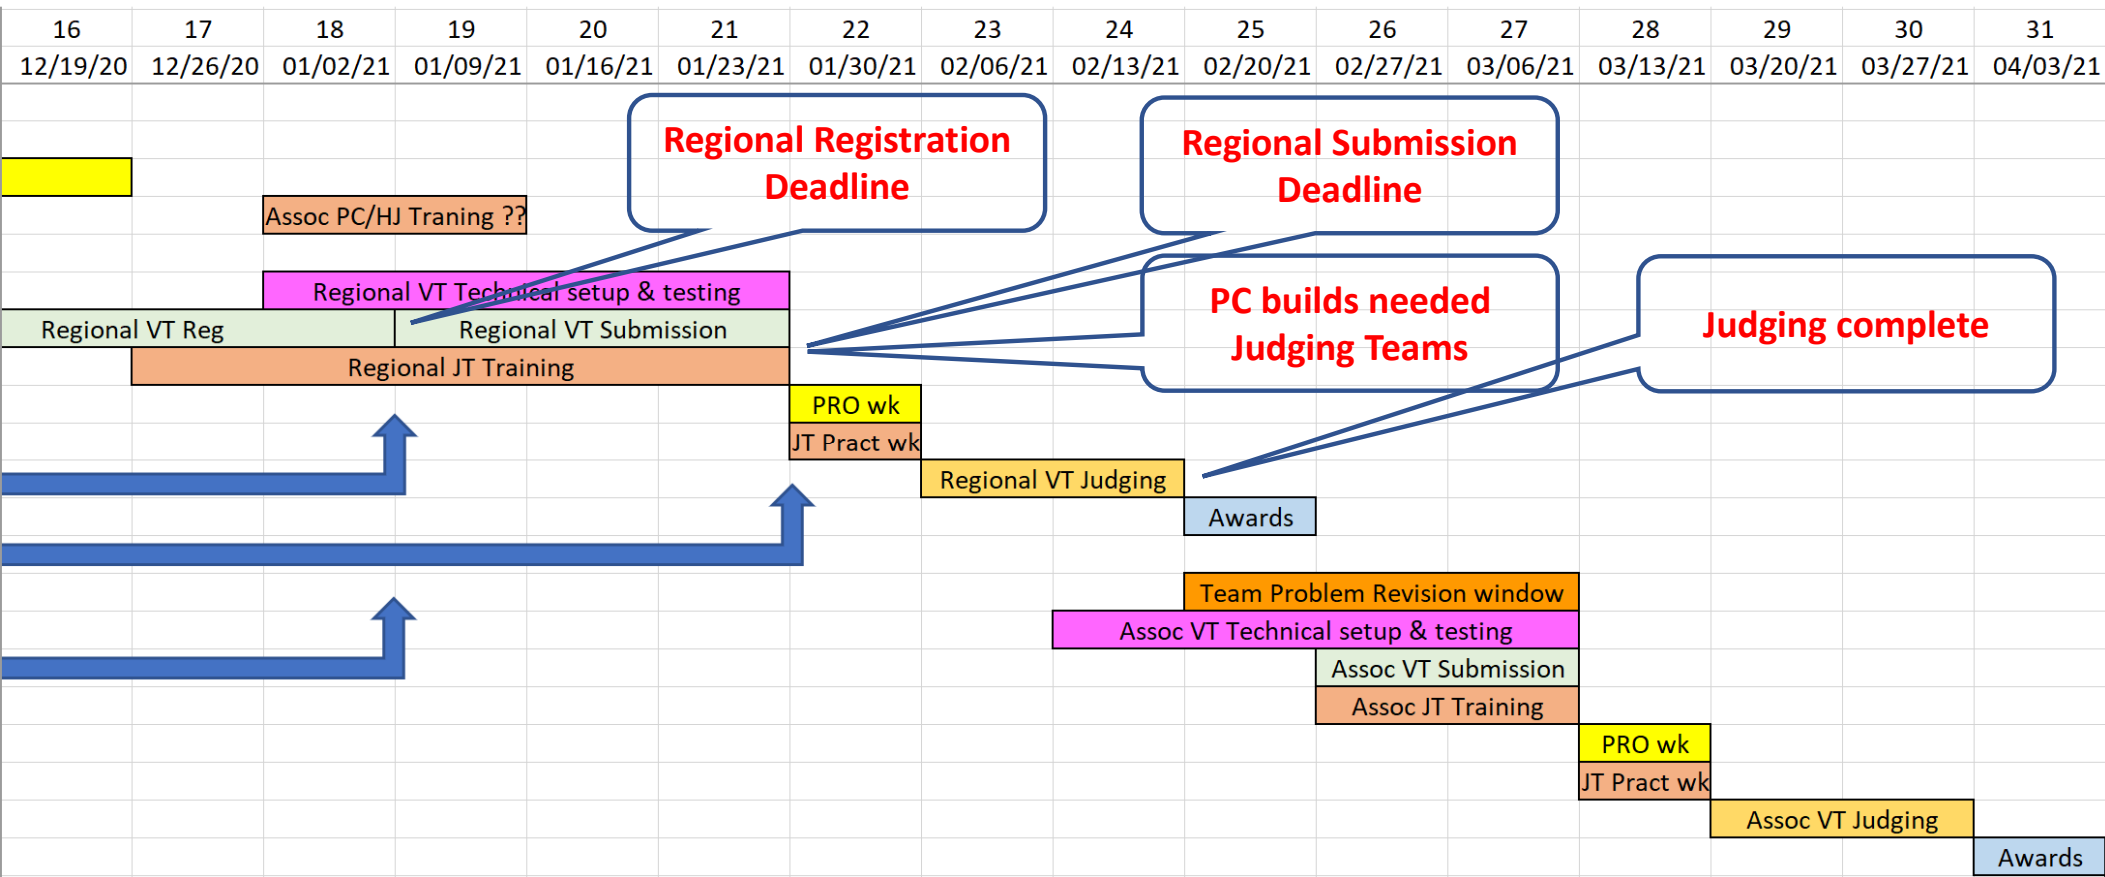 16 17 18 19 20 21 22 23 24 25 26 27 28 29 30 31
12/19/20 12/26/20 01/02/21 01/09/21 01/16/21 01/23/21 01/30/21 02/06/21 02/13/21 02/20/21 02/27/21 03/06/21 03/13/21 03/20/21 03/27/21 04/03/21
Regional Registration
Deadline
Regional Submission
Deadline
Assoc PC/HJ Traning ??
Regional VT Technical setup & testing
PC builds needed
Judging Teams
Judging complete
Regional VT Reg
Regional VT Submission
Regional JT Training
PRO wk
JT Pract wk
Regional VT Judging
Awards
Team Problem Revision window
Assoc VT Technical setup & testing
Assoc VT Submission
Assoc JT Training
PRO wk
JT Pract wk
Assoc VT Judging
Awards